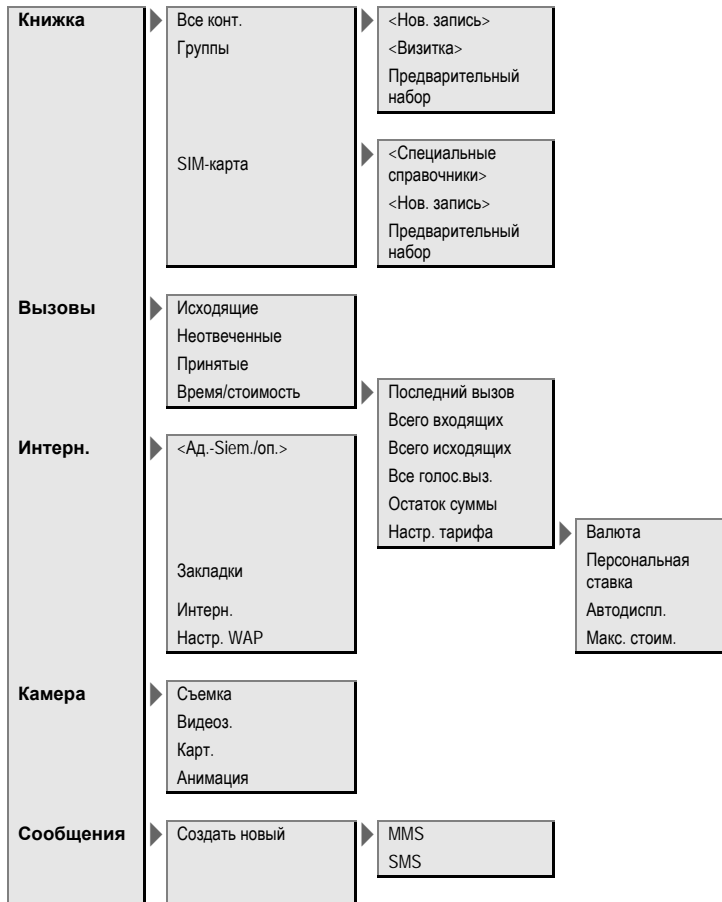 Книжка
Все конт.
Группы
SIM-карта
<Нов. запись>
<Визитка>
Предварительный
набор
<Специальные
справочники>
<Нов. запись>
Предварительный
набор
Вызовы
Исходящие
Неотвеченные
Принятые
Время/стоимость
Последний вызов
Всего входящих
Всего исходящих
Все голос.выз.
Остаток суммы
Настр. тарифа
Валюта
Персональная
ставка
Автодиспл.
Макс. стоим.
Интерн.
<Ад.-Siem./оп.>
Закладки
Интерн.
Настр. WAP
Камера
Съемка
Видеоз.
Карт.
Анимация
Сообщения
Создать новый
MMS
SMS